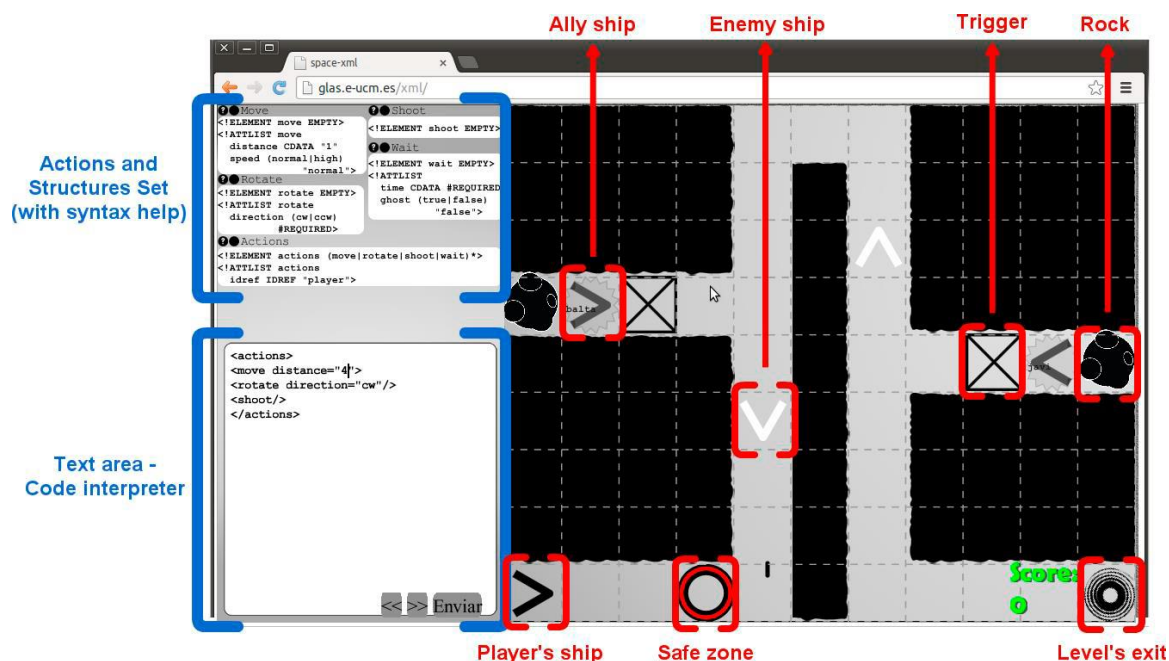 Ally ship
Enemy ship
Trigger
Rock
space-xml
glas.e-ucm.es/xml/
Actions and
Structures Set
(with syntax help)
Move
<!ELEMENT move EMPTY>
<!ATTLIST move
distance CDATA "1"
speed (normal|high)
"normal">
Shoot
<!ELEMENT shoot EMPTY>
Wait
<!ELEMENT wait EMPTY>
<!ATTLIST
time CDATA #REQUIRED
ghost (true|false)
"false">
Rotate
<!ELEMENT rotate EMPTY>
<!ATTLIST rotate
direction (cw|ccw)
#REQUIRED>
Actions
<!ELEMENT actions (move|rotate|shoot|wait)*>
<!ATTLIST actions
idref IDREF "player">
balta
javi
Text area -
Code interpreter
<actions>
<move distance="4">
<rotate direction="cw"/>
<shoot/>
</actions>
<< >> Enviar
Score:
0
Player's ship
Safe zone
Level's exit